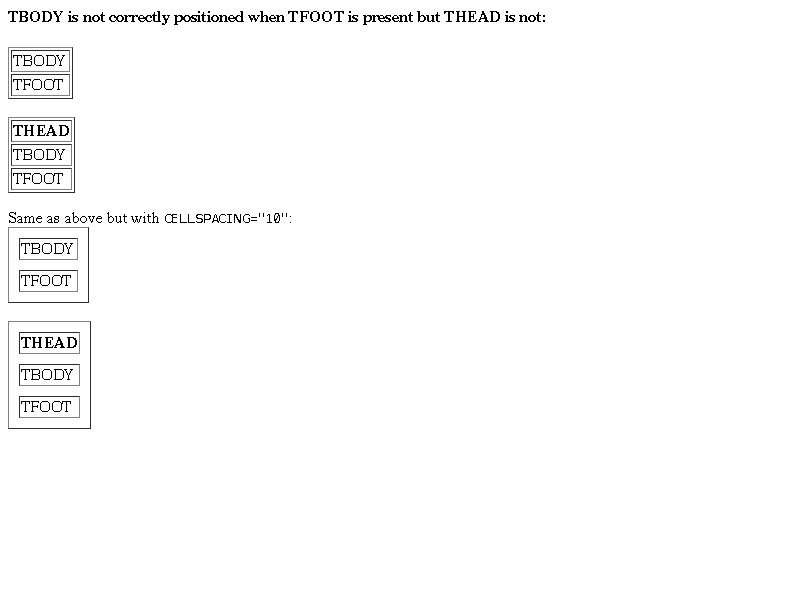 TBODY is not correctly positioned when TFOOT is present but THEAD is not:
TBODY
TFOOT
THEAD
TBODY
TFOOT
Same as above but with CELLSPACING="10":
TBODY
TFOOT
THEAD
TBODY
TFOOT